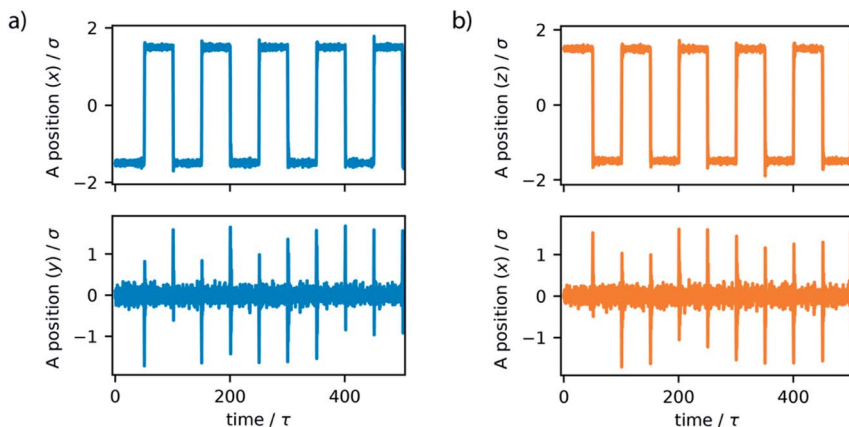 a)
A position (x) / σ
2
0
−2
A position (y) / σ
1
0
−1
0
200
400
time / τ
b)
A position (z) / σ
2
0
−2
A position (x) / σ
1
0
−1
0
200
400
time / τ